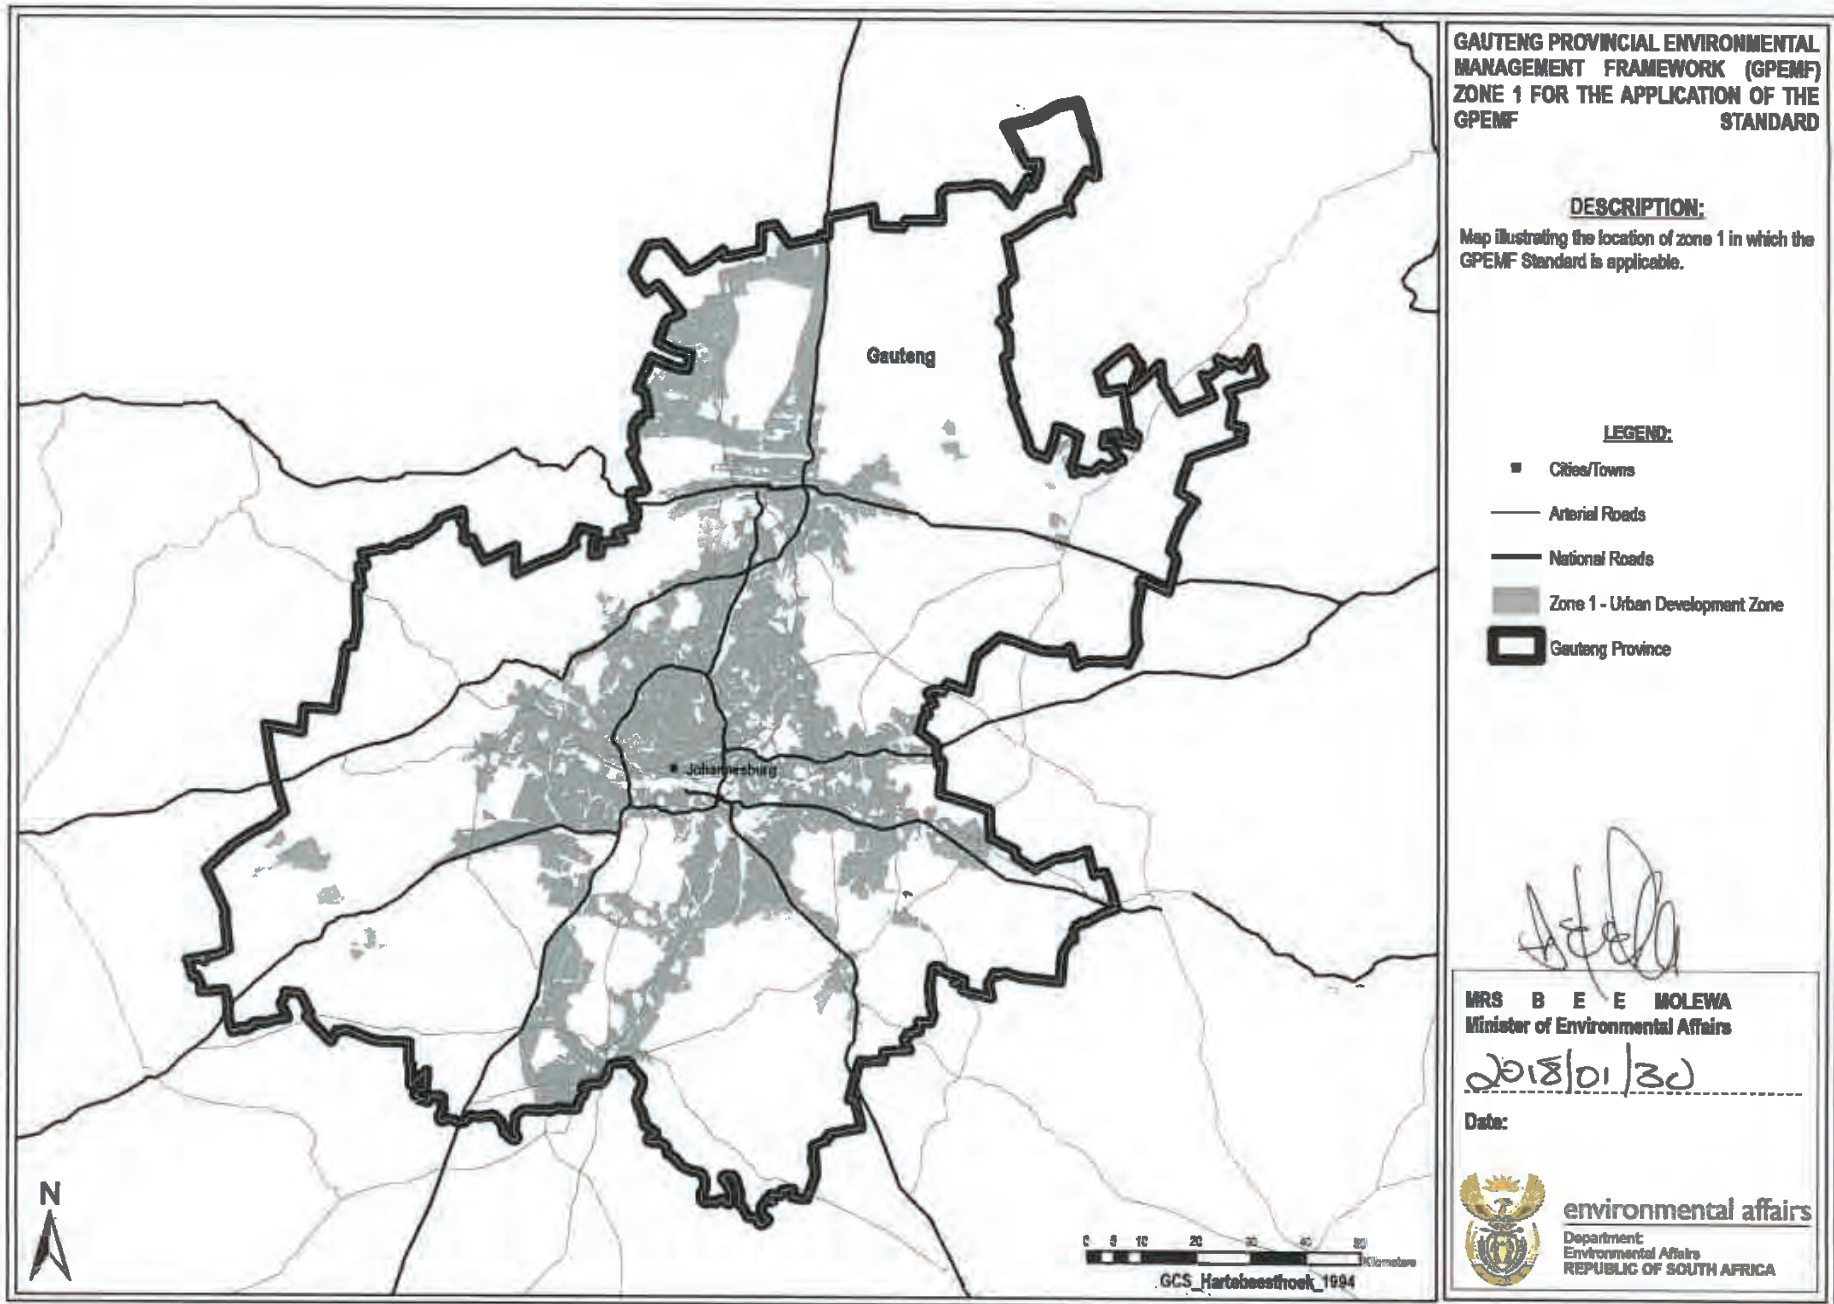 GAUTENG PROVINCIAL ENVIRONMENTAL
MANAGEMENT FRAMEWORK (GPEMF)
ZONE 1 FOR THE APPLICATION OF THE
GPEMF STANDARD
DESCRIPTION:
Map illustrating the location of zone 1 in which the
GPEMF Standard is applicable.
LEGEND:
Cities/Towns
Arterial Roads
National Roads
Zone 1 - Urban Development Zone
Gauteng Province
Gauteng
Johannesburg
N
0 5 10 20 30 40 50
Kilometers
GCS_Hartebeesthoek_1994
MRS B E E MOLEWA
Minister of Environmental Affairs
2018/01/30
Date:
environmental affairs
Department:
Environmental Affairs
REPUBLIC OF SOUTH AFRICA